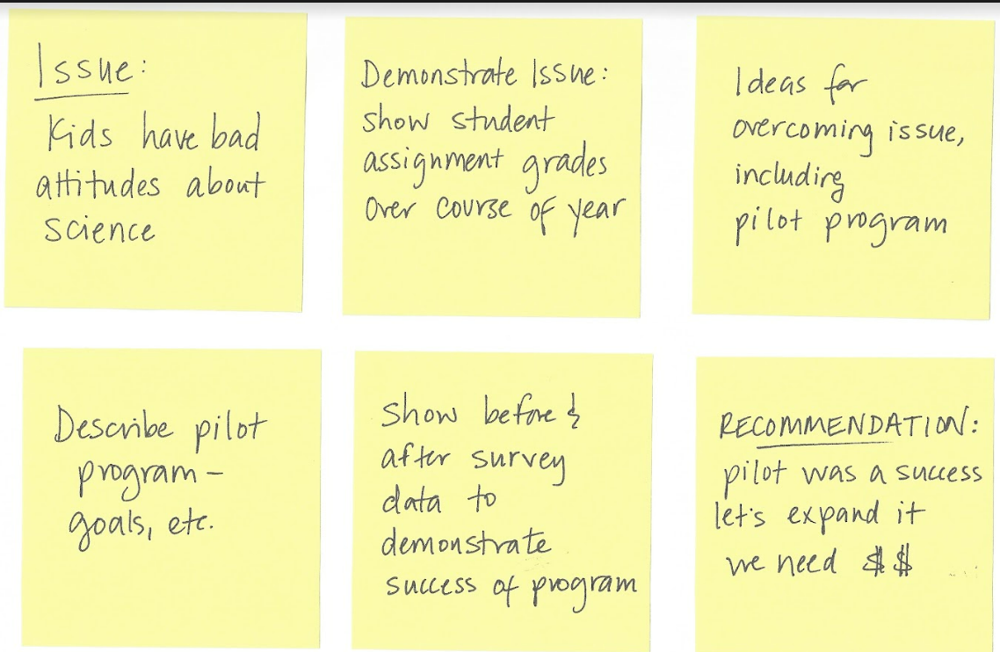 Issue:
Kids have bad
attitudes about
science
Demonstrate Issue:
show student
assignment grades
over course of year
Ideas for
overcoming issue,
including
pilot program
Describe pilot
program –
goals, etc.
Show before &
after survey
data to
demonstrate
success of program
RECOMMENDATION:
pilot was a success
let's expand it
we need $$